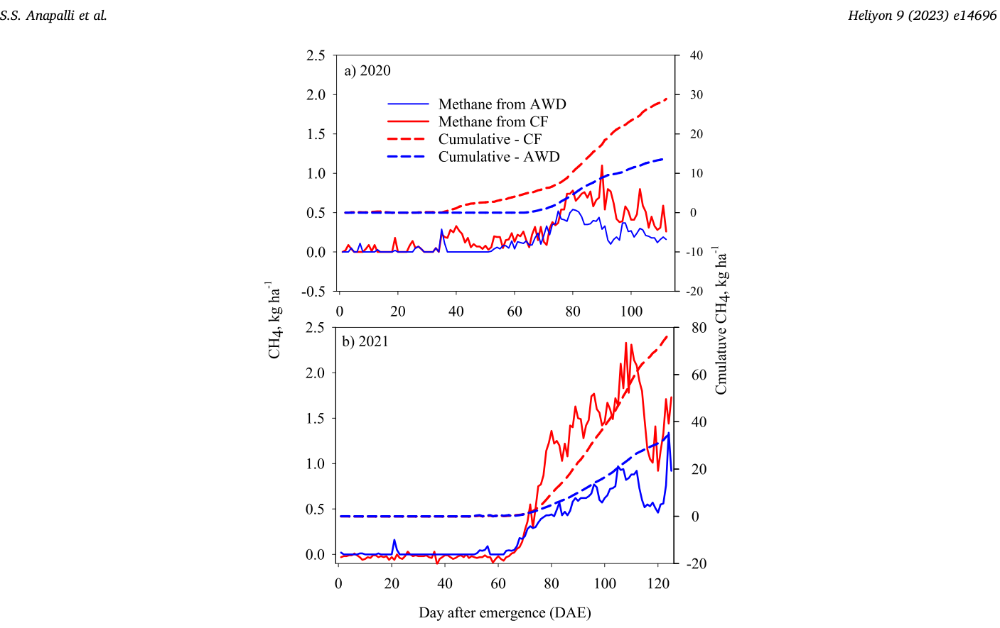 S.S. Anapalli et al.
Heliyon 9 (2023) e14696
a) 2020
Methane from AWD
Methane from CF
Cumulative - CF
Cumulative - AWD
2.5
2.0
1.5
1.0
0.5
0.0
-0.5
40
30
20
10
0
-10
-20
0 20 40 60 80 100
CH4, kg ha-1
Cmulatuve CH4, kg ha-1
b) 2021
2.5
2.0
1.5
1.0
0.5
0.0
80
60
40
20
0
-20
0 20 40 60 80 100 120
Day after emergence (DAE)